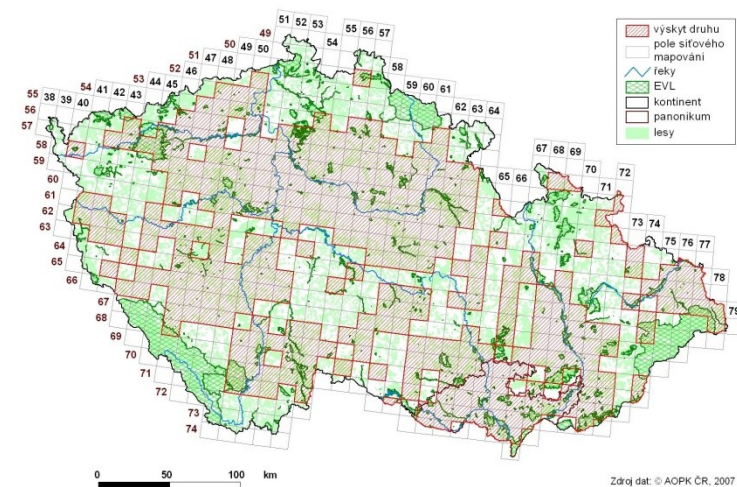 51 52 53
49 54 55 56 57
50 58
51 49 50
52 47 48 59 60 61
53 46
54 44 45 62 63 64
55 41 42 43
56 38 39 40
57
58
59 65 66 67 68 69
60 70 71 72
61
62
63 73 74
64 75 76 77
65 78
66 79
67
68
69
70
71
72
73
74
výskyt druhu
pole síťového
mapování
řeky
EVL
kontinent
panonikum
lesy
0 50 100 km
Zdroj dat: © AOPK ČR, 2007